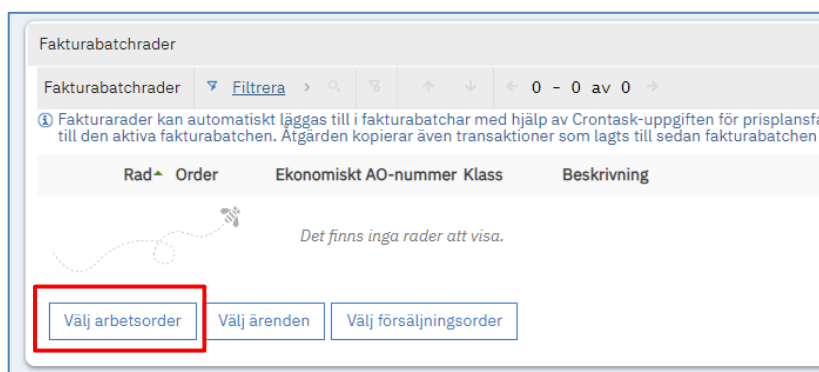 Fakturabatchrader
Fakturabatchrader Filtrera 0 - 0 av 0
Fakturarader kan automatiskt läggas till i fakturabatchar med hjälp av Crontask-uppgiften för prisplansfa
till den aktiva fakturabatchen. Åtgärden kopierar även transaktioner som lagts till sedan fakturabatchen
Rad Order Ekonomiskt AO-nummer Klass Beskrivning
Det finns inga rader att visa.
Välj arbetsorder Välj ärenden Välj försäljningsorder